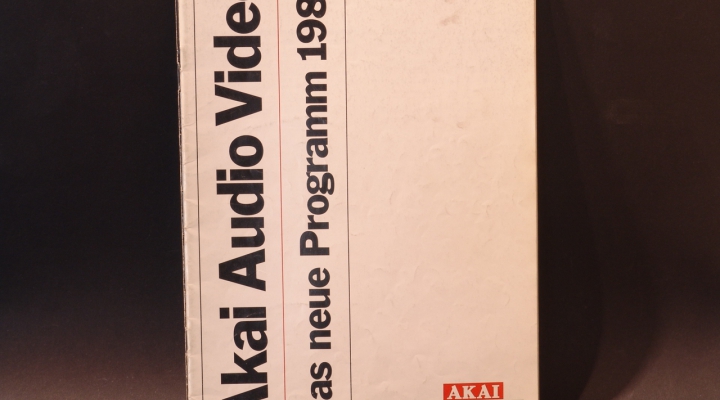 Akai Audio Vide
as neue Programm 198
AKAI